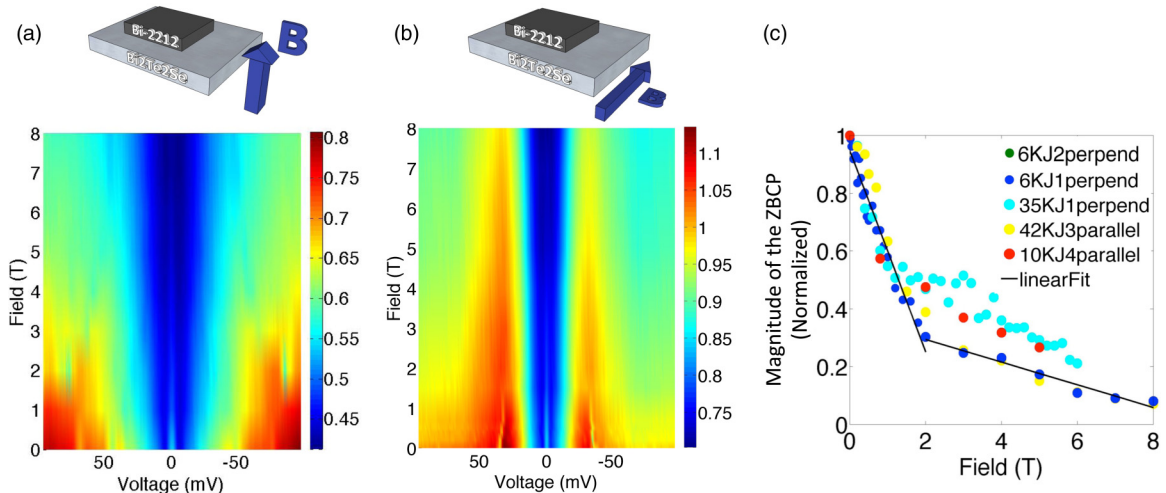 (a)
Bi-2212
Bi2Te2Se
B
8
7
6
5
4
3
2
1
0
Field (T)
50 0 -50
Voltage (mV)
0.8
0.75
0.7
0.65
0.6
0.55
0.5
0.45
(b)
Bi-2212
Bi2Te2Se
B
8
7
6
5
4
3
2
1
0
Field (T)
50 0 -50
Voltage (mV)
1.1
1.05
1
0.95
0.9
0.85
0.8
0.75
(c)
Magnitude of the ZBCP
(Normalized)
1
0.8
0.6
0.4
0.2
0
6KJ2perpend
6KJ1perpend
35KJ1perpend
42KJ3parallel
10KJ4parallel
linearFit
0 2 4 6 8
Field (T)